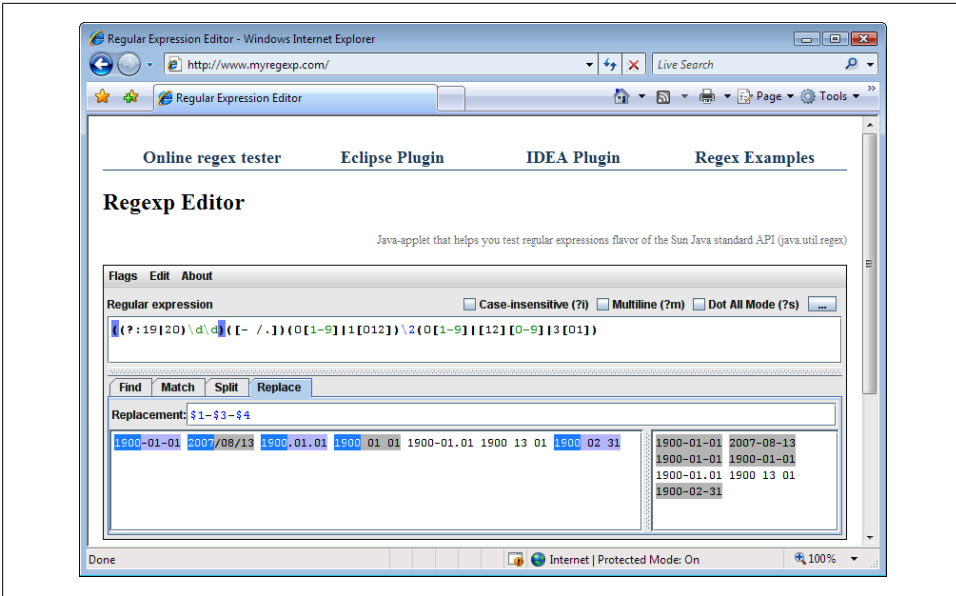 Regular Expression Editor - Windows Internet Explorer
http://www.myregexp.com/
Live Search
Regular Expression Editor
Page
Tools
»
Online regex tester Eclipse Plugin IDEA Plugin Regex Examples
Regexp Editor
Java-applet that helps you test regular expressions flavor of the Sun Java standard API (java.util.regex)
Flags Edit About
Regular expression Case-insensitive (?i) Multiline (?m) Dot All Mode (?s) ...
((?:19|20)\d\d)([- /.])(0[1-9]|1[012])\2(0[1-9]|[12][0-9]|3[01])
Find Match Split Replace
Replacement: $1-$3-$4
1900-01-01 2007/08/13 1900.01.01 1900 01 01 1900-01.01 1900 13 01 1900 02 31
1900-01-01 2007-08-13
1900-01-01 1900-01-01
1900-01.01 1900 13 01
1900-02-31
Done Internet | Protected Mode: On 100%